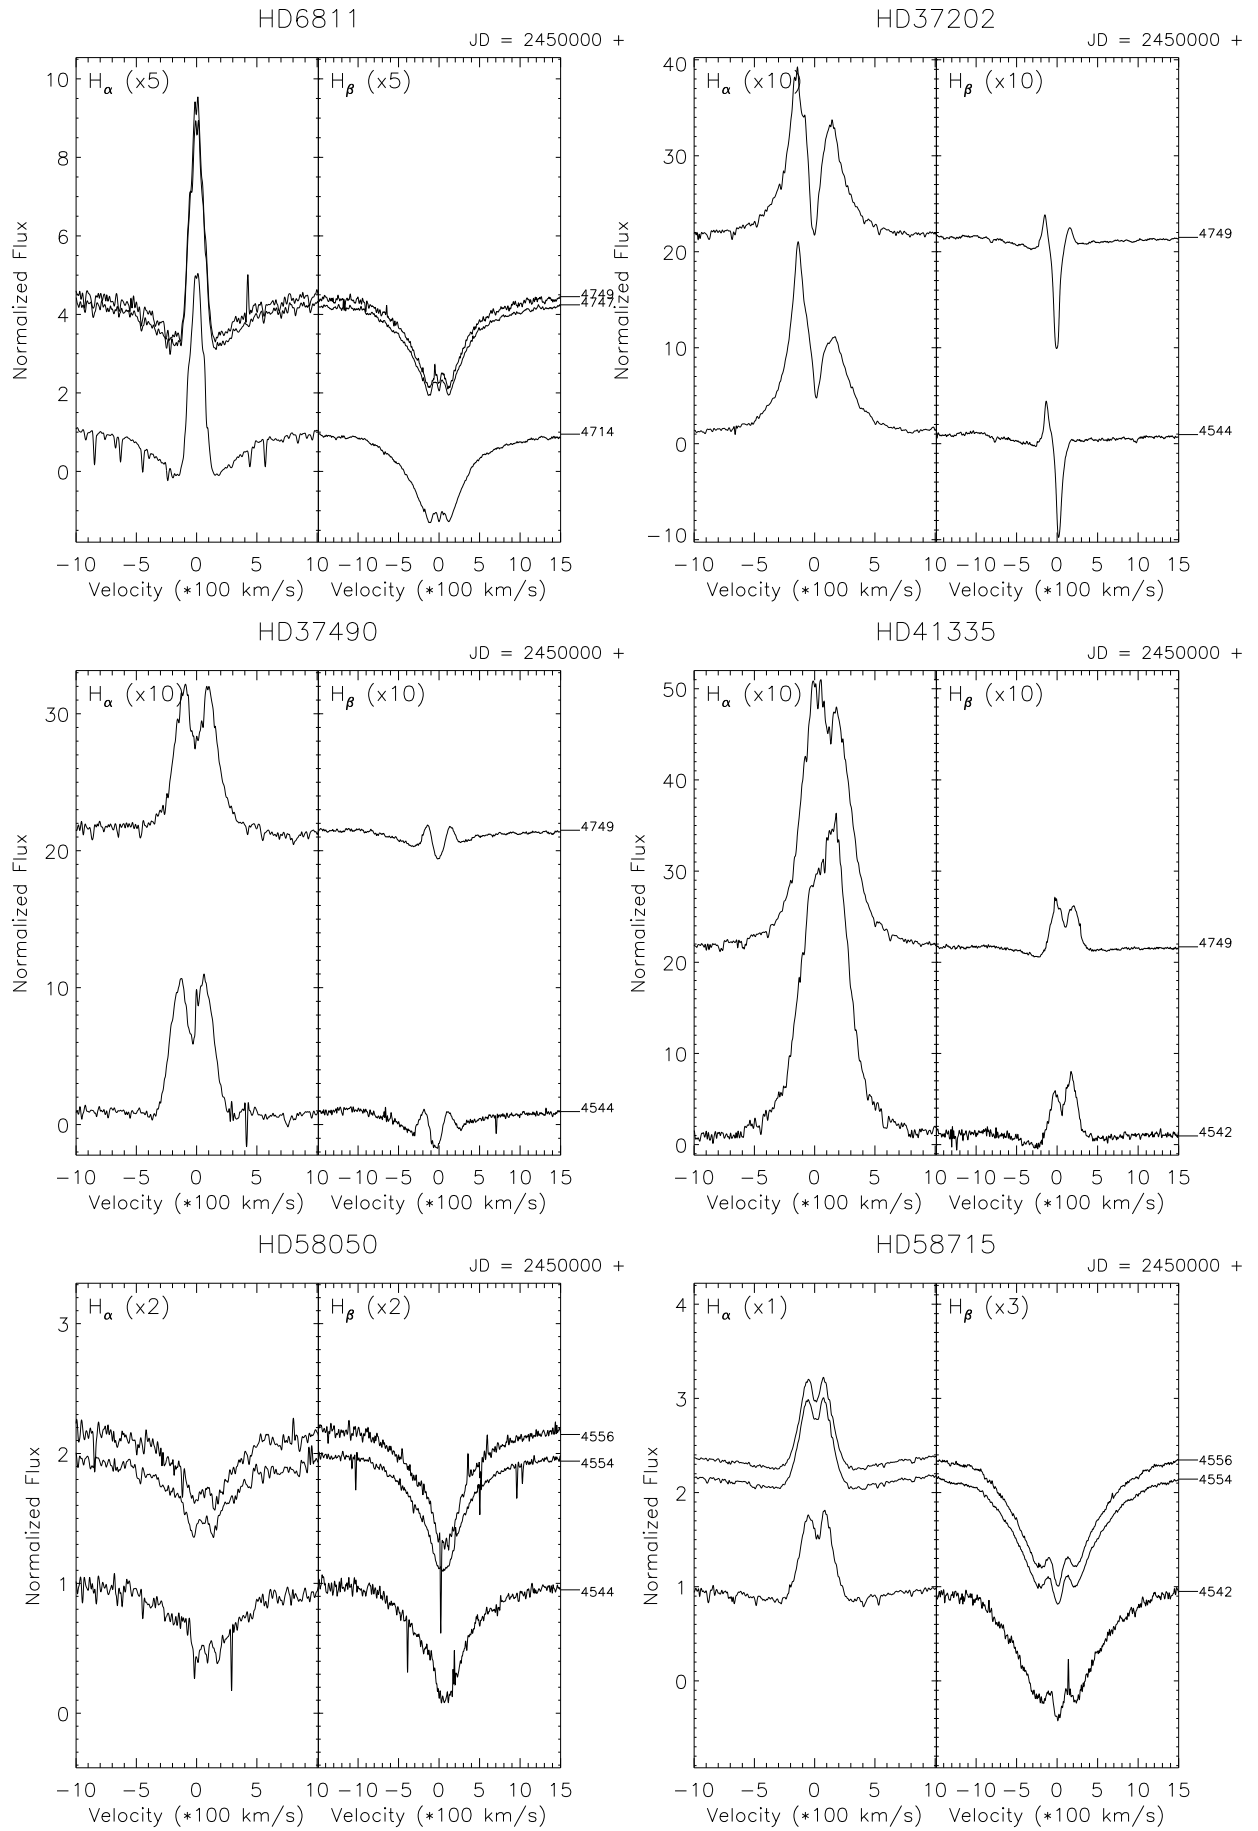 HD6811
JD = 2450000 +
Hα (x5)
Hβ (x5)
10
8
6
4
2
0
Normalized Flux
4749
4747
4714
−10 −5 0 5 10 −5 0 5 10 15
Velocity (*100 km/s)
Velocity (*100 km/s)
HD37202
JD = 2450000 +
Hα (x10)
Hβ (x10)
40
30
20
10
0
−10
Normalized Flux
4749
4544
−10 −5 0 5 10 −5 0 5 10 15
Velocity (*100 km/s)
Velocity (*100 km/s)
HD37490
JD = 2450000 +
Hα (x10)
Hβ (x10)
30
20
10
0
Normalized Flux
4749
4544
−10 −5 0 5 −10 −5 0 5 10 15
Velocity (*100 km/s)
Velocity (*100 km/s)
HD41335
JD = 2450000 +
Hα (x10)
Hβ (x10)
50
40
30
20
10
0
Normalized Flux
4749
4542
−10 −5 0 5 10 −5 0 5 10 15
Velocity (*100 km/s)
Velocity (*100 km/s)
HD58050
JD = 2450000 +
Hα (x2)
Hβ (x2)
3
2
1
0
Normalized Flux
4556
4554
4544
−10 −5 0 5 10 −5 0 5 10 15
Velocity (*100 km/s)
Velocity (*100 km/s)
HD58715
JD = 2450000 +
Hα (x1)
Hβ (x3)
4
3
2
1
0
Normalized Flux
4556
4554
4542
−10 −5 0 5 10 −5 0 5 10 15
Velocity (*100 km/s)
Velocity (*100 km/s)